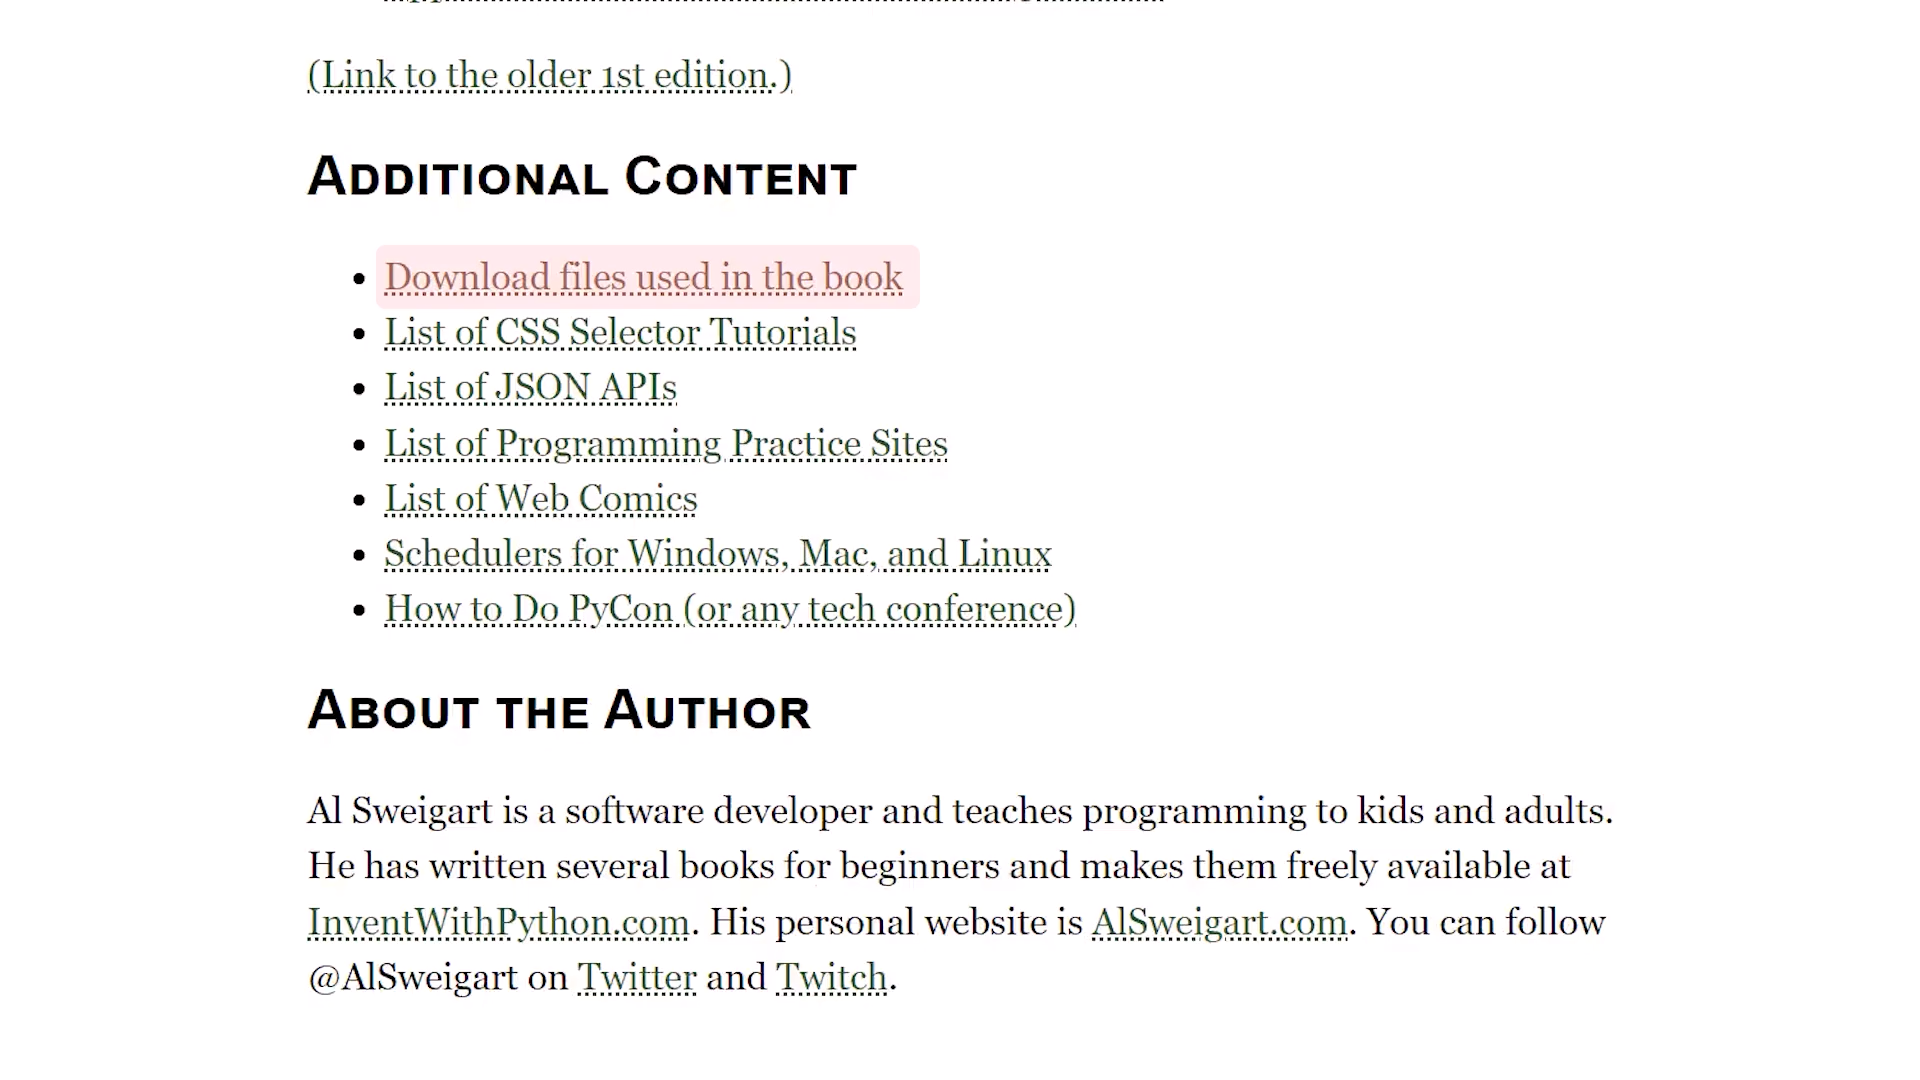 (Link to the older 1st edition.)
Additional Content
Download files used in the book
List of CSS Selector Tutorials
List of JSON APIs
List of Programming Practice Sites
List of Web Comics
Schedulers for Windows, Mac, and Linux
How to Do PyCon (or any tech conference)
About the Author
Al Sweigart is a software developer and teaches programming to kids and adults.
He has written several books for beginners and makes them freely available at
InventWithPython.com. His personal website is AlSweigart.com. You can follow
@AlSweigart on Twitter and Twitch.